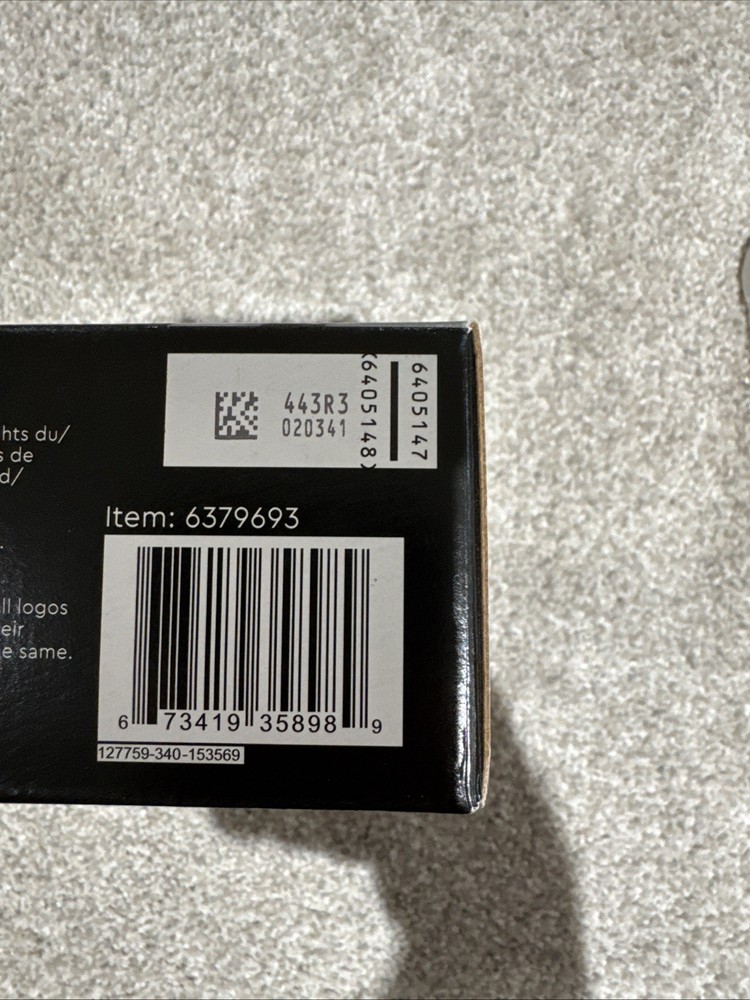 hts du/
s de
d/
ll logos
eir
e same.
443R3
020341
(6405148)
6405147
Item: 6379693
6 73419 35898 9
127759-340-153569